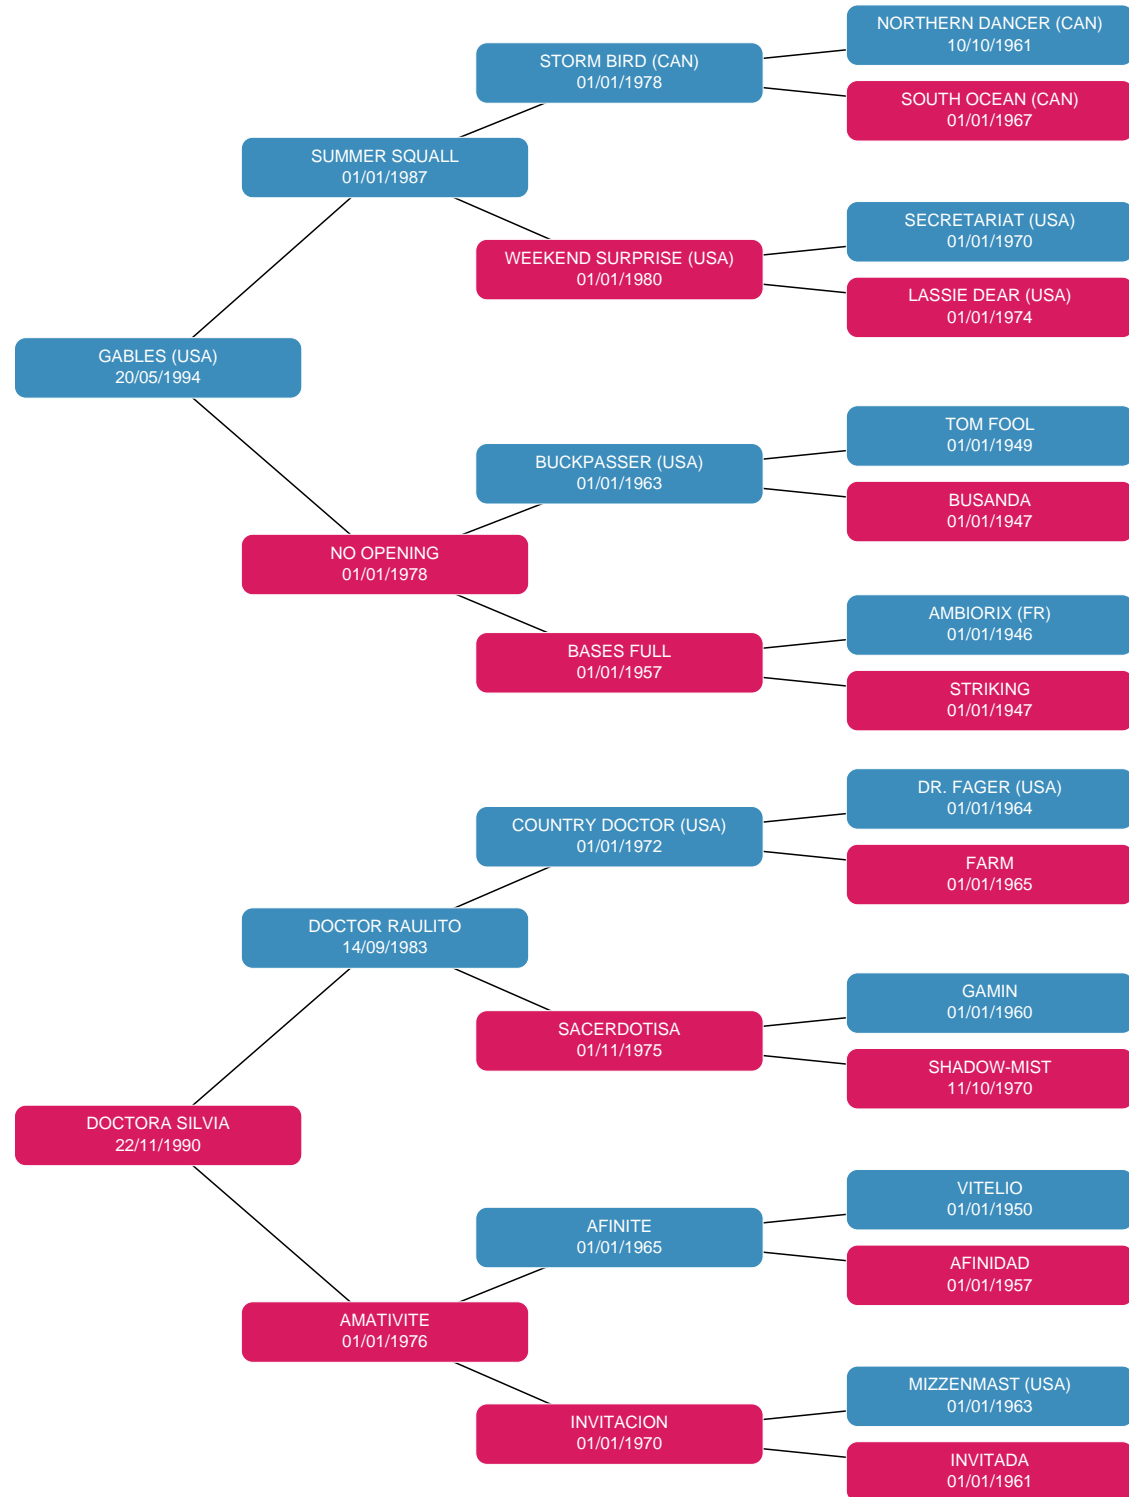 NORTHERN DANCER (CAN)
10/10/1961
STORM BIRD (CAN)
01/01/1978
SOUTH OCEAN (CAN)
01/01/1967
SUMMER SQUALL
01/01/1987
SECRETARIAT (USA)
01/01/1970
WEEKEND SURPRISE (USA)
01/01/1980
LASSIE DEAR (USA)
01/01/1974
GABLES (USA)
20/05/1994
TOM FOOL
01/01/1949
BUCKPASSER (USA)
01/01/1963
BUSANDA
01/01/1947
NO OPENING
01/01/1978
AMBIORIX (FR)
01/01/1946
BASES FULL
01/01/1957
STRIKING
01/01/1947
DR. FAGER (USA)
01/01/1964
COUNTRY DOCTOR (USA)
01/01/1972
FARM
01/01/1965
DOCTOR RAULITO
14/09/1983
GAMIN
01/01/1960
SACERDOTISA
01/11/1975
SHADOW-MIST
11/10/1970
DOCTORA SILVIA
22/11/1990
VITELIO
01/01/1950
AFINITE
01/01/1965
AFINIDAD
01/01/1957
AMATIVITE
01/01/1976
MIZZENMAST (USA)
01/01/1963
INVITACION
01/01/1970
INVITADA
01/01/1961